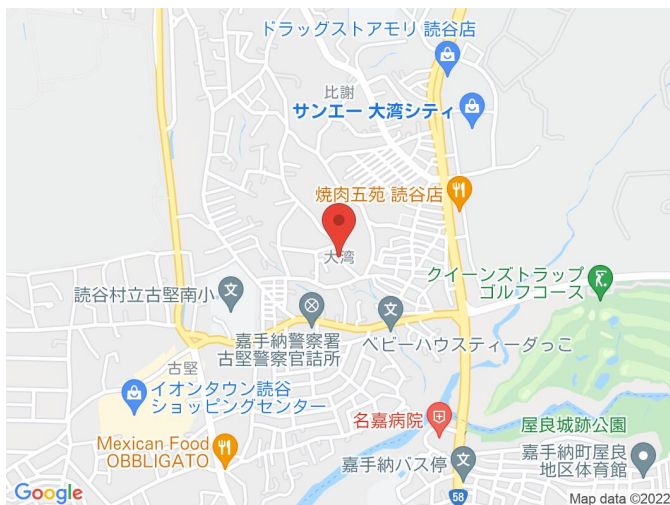 ドラッグストアモリ 読谷店
比謝
サンエー 大湾シティ
焼肉五苑 読谷店
大湾
クイーンズトラップ
ゴルフコース
読谷村立古堅南小
嘉手納警察署
古堅警察官詰所
ベビーハウスティーダっこ
古堅
イオンタウン読谷
ショッピングセンター
名嘉病院
屋良城跡公園
Mexican Food
OBBLIGATO
嘉手納バス停
嘉手納町屋良
地区体育館
58
Google
Map data ©2022